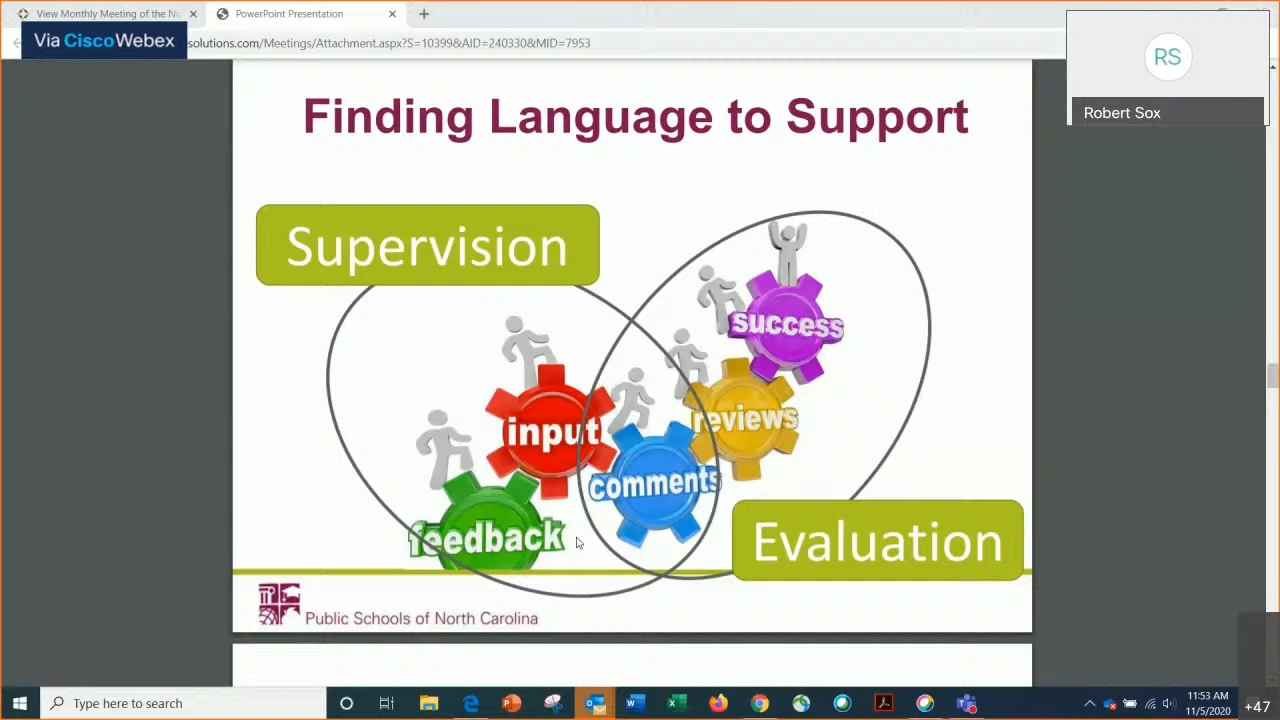 View Monthly Meeting of the No
PowerPoint Presentation
Via CiscoWebex
solutions.com/Meetings/Attachment.aspx?S=10399&AID=240330&MID=7953
RS
Robert Sox
Finding Language to Support
Supervision
success
input
reviews
comments
feedback
Evaluation
Public Schools of North Carolina
Type here to search
11:53 AM
11/5/2020
+47